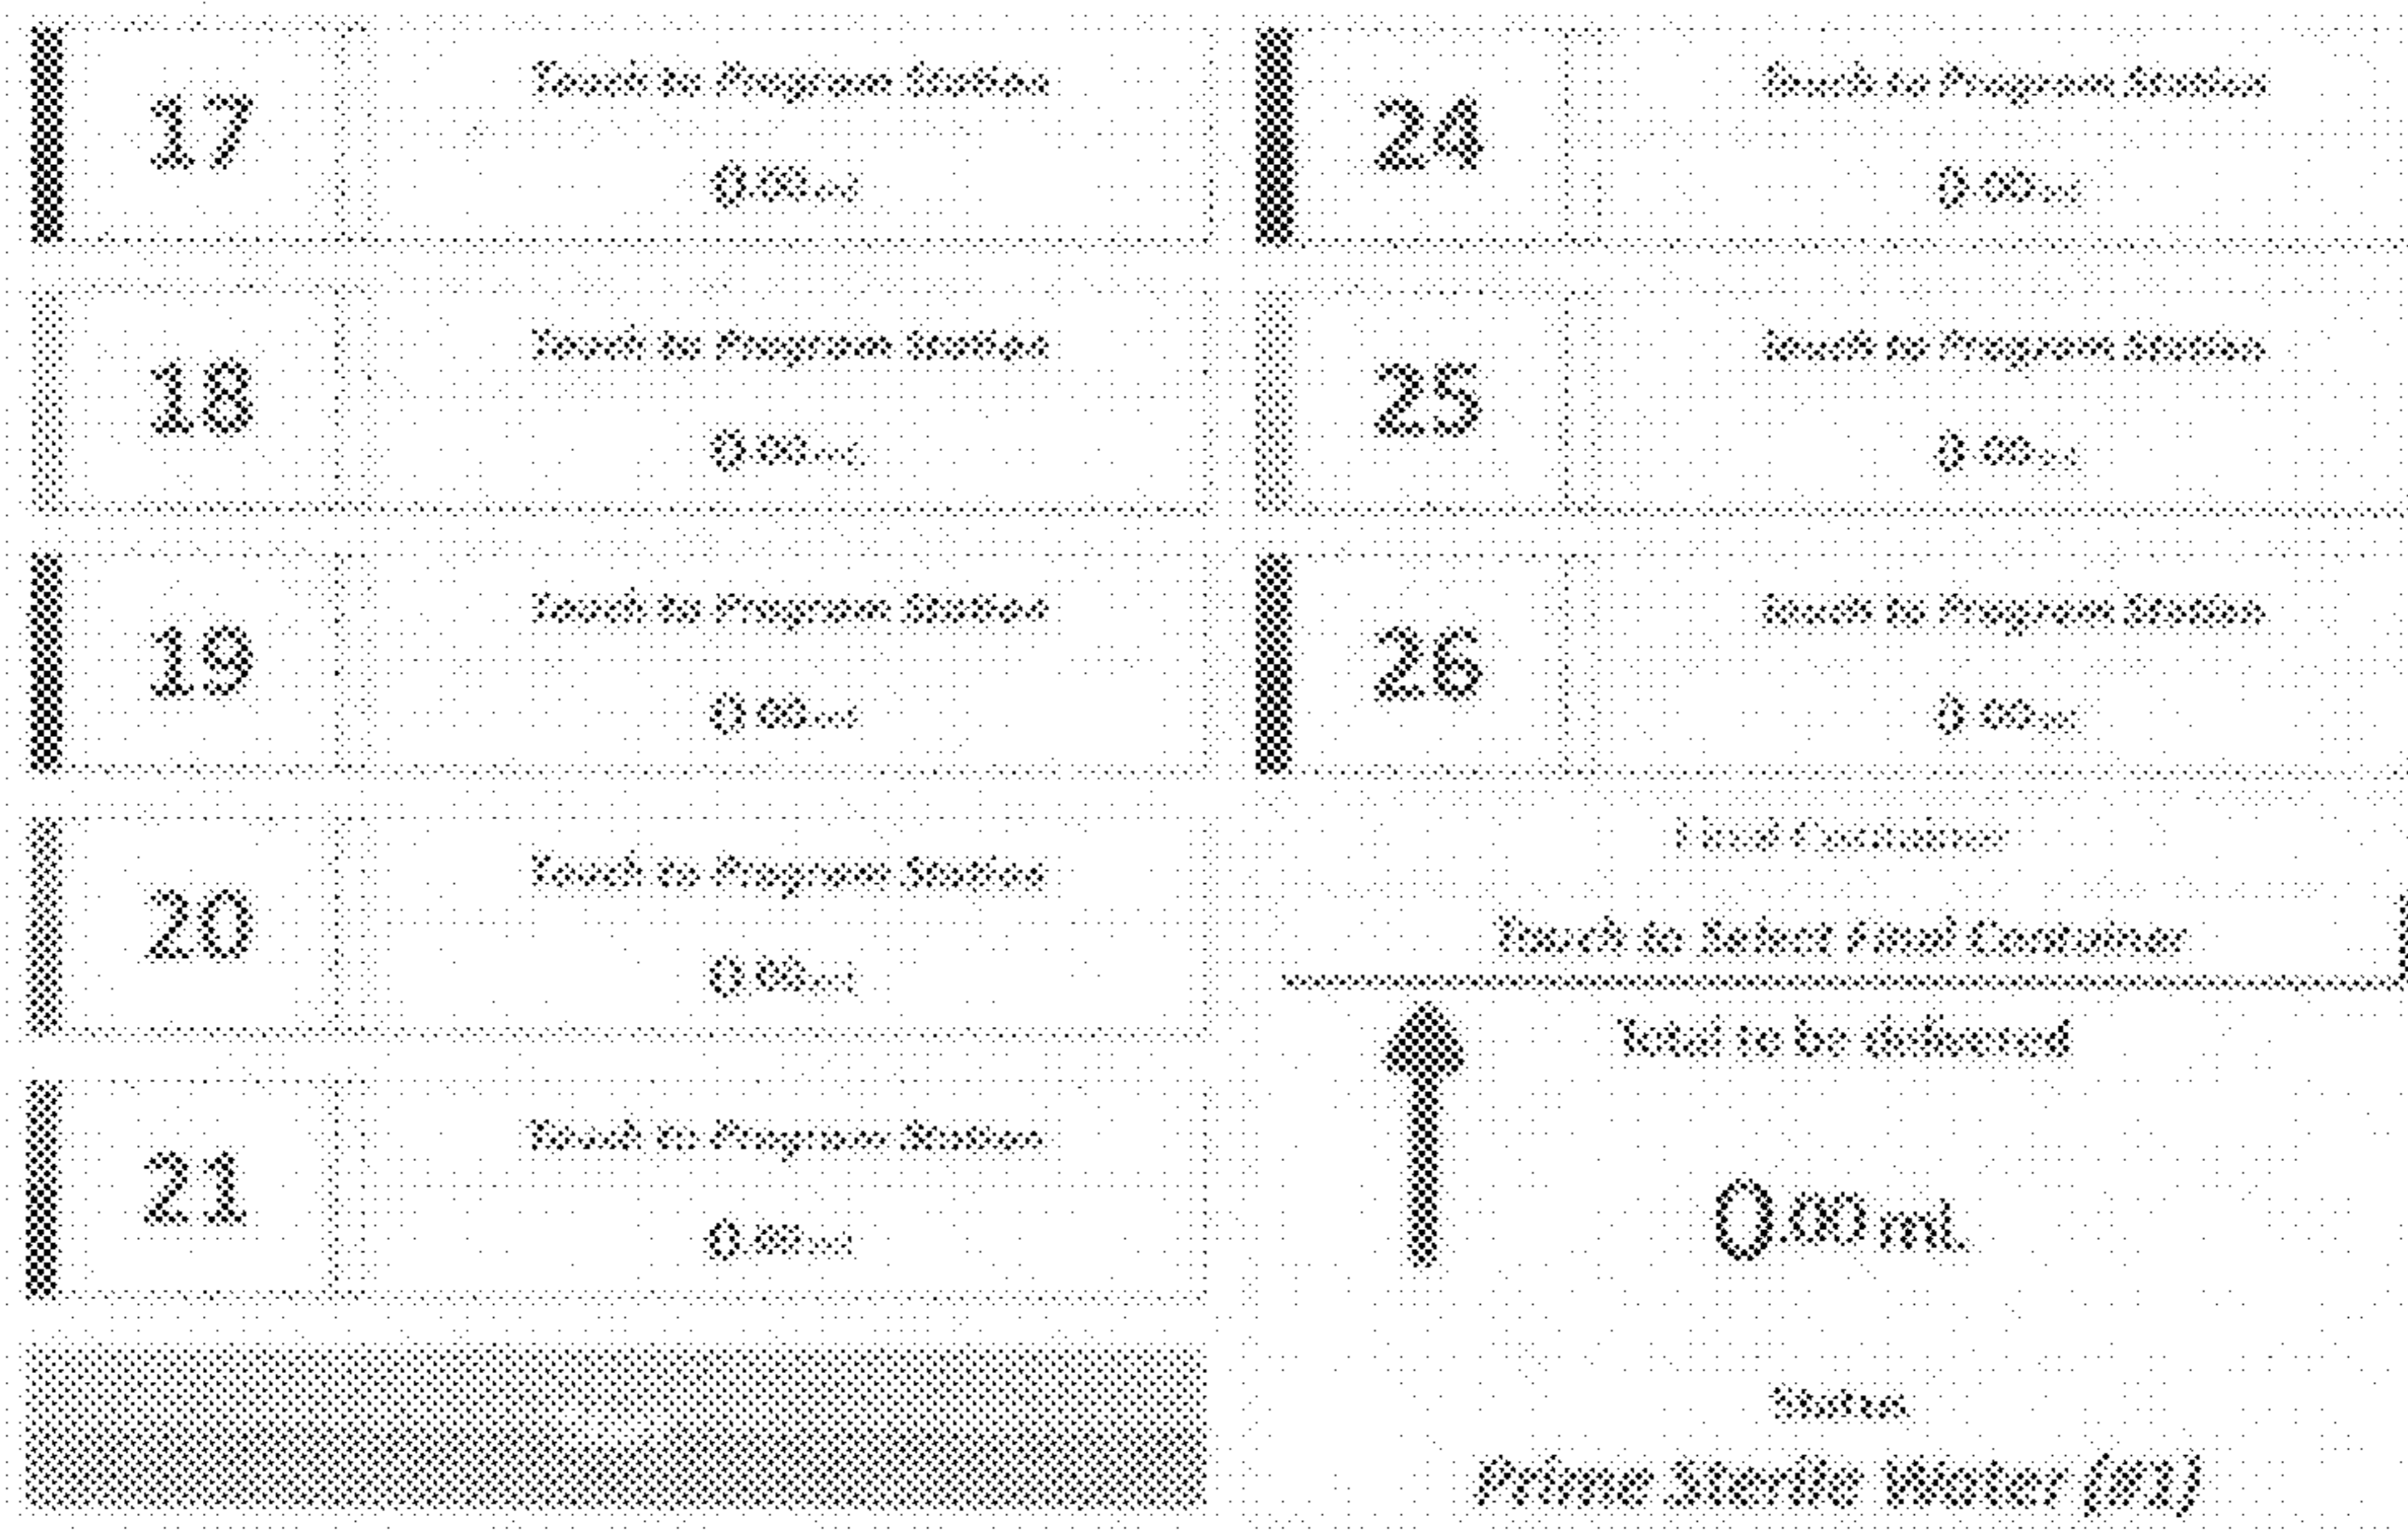 17
Touch to Program Station
0.00 mL
18
Touch to Program Station
0.00 mL
19
Touch to Program Station
0.00 mL
20
Touch to Program Station
0.00 mL
21
Touch to Program Station
0.00 mL
24
Touch to Program Station
0.00 mL
25
Touch to Program Station
0.00 mL
26
Touch to Program Station
0.00 mL
Final Container
Touch to Select Final Container
Total to be delivered
0.00 mL
Status
Prime Sterile Water (#1)